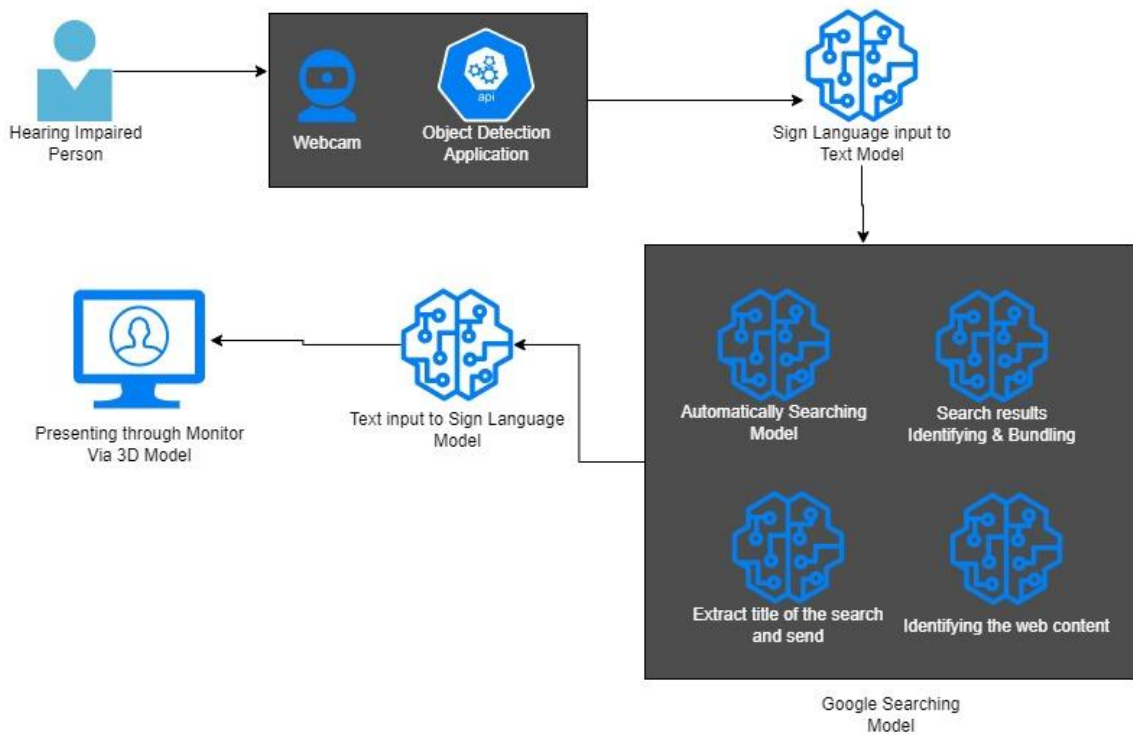 Hearing Impaired
Person
Webcam
api
Object Detection
Application
Sign Language input to
Text Model
Presenting through Monitor
Via 3D Model
Text input to Sign Language
Model
Automatically Searching
Model
Search results
Identifying & Bundling
Extract title of the search
and send
Identifying the web content
Google Searching
Model